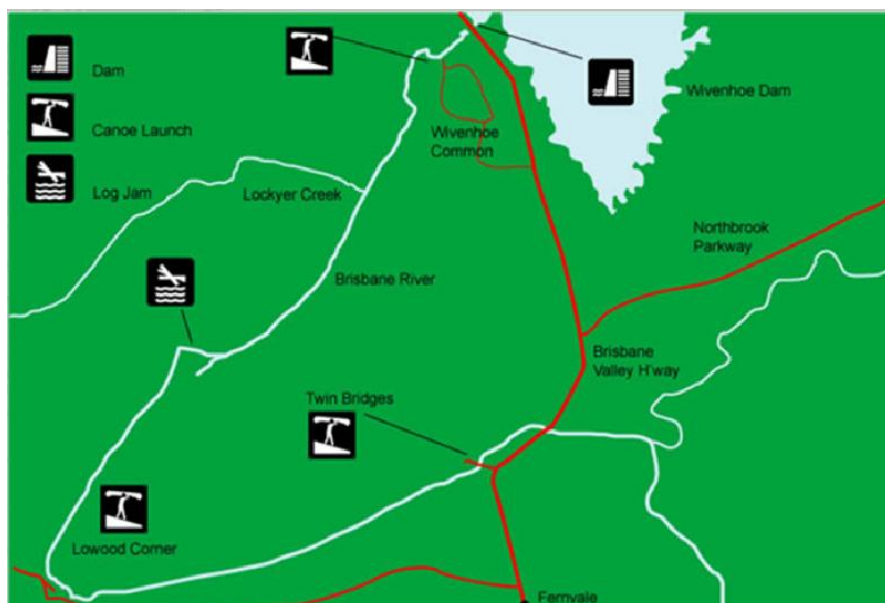 Dam
Canoe Launch
Log Jam
Wivenhoe Dam
Wivenhoe
Common
Lockyer Creek
Northbrook
Parkway
Brisbane River
Brisbane
Valley H'way
Twin Bridges
Lowood Corner
Fernvale